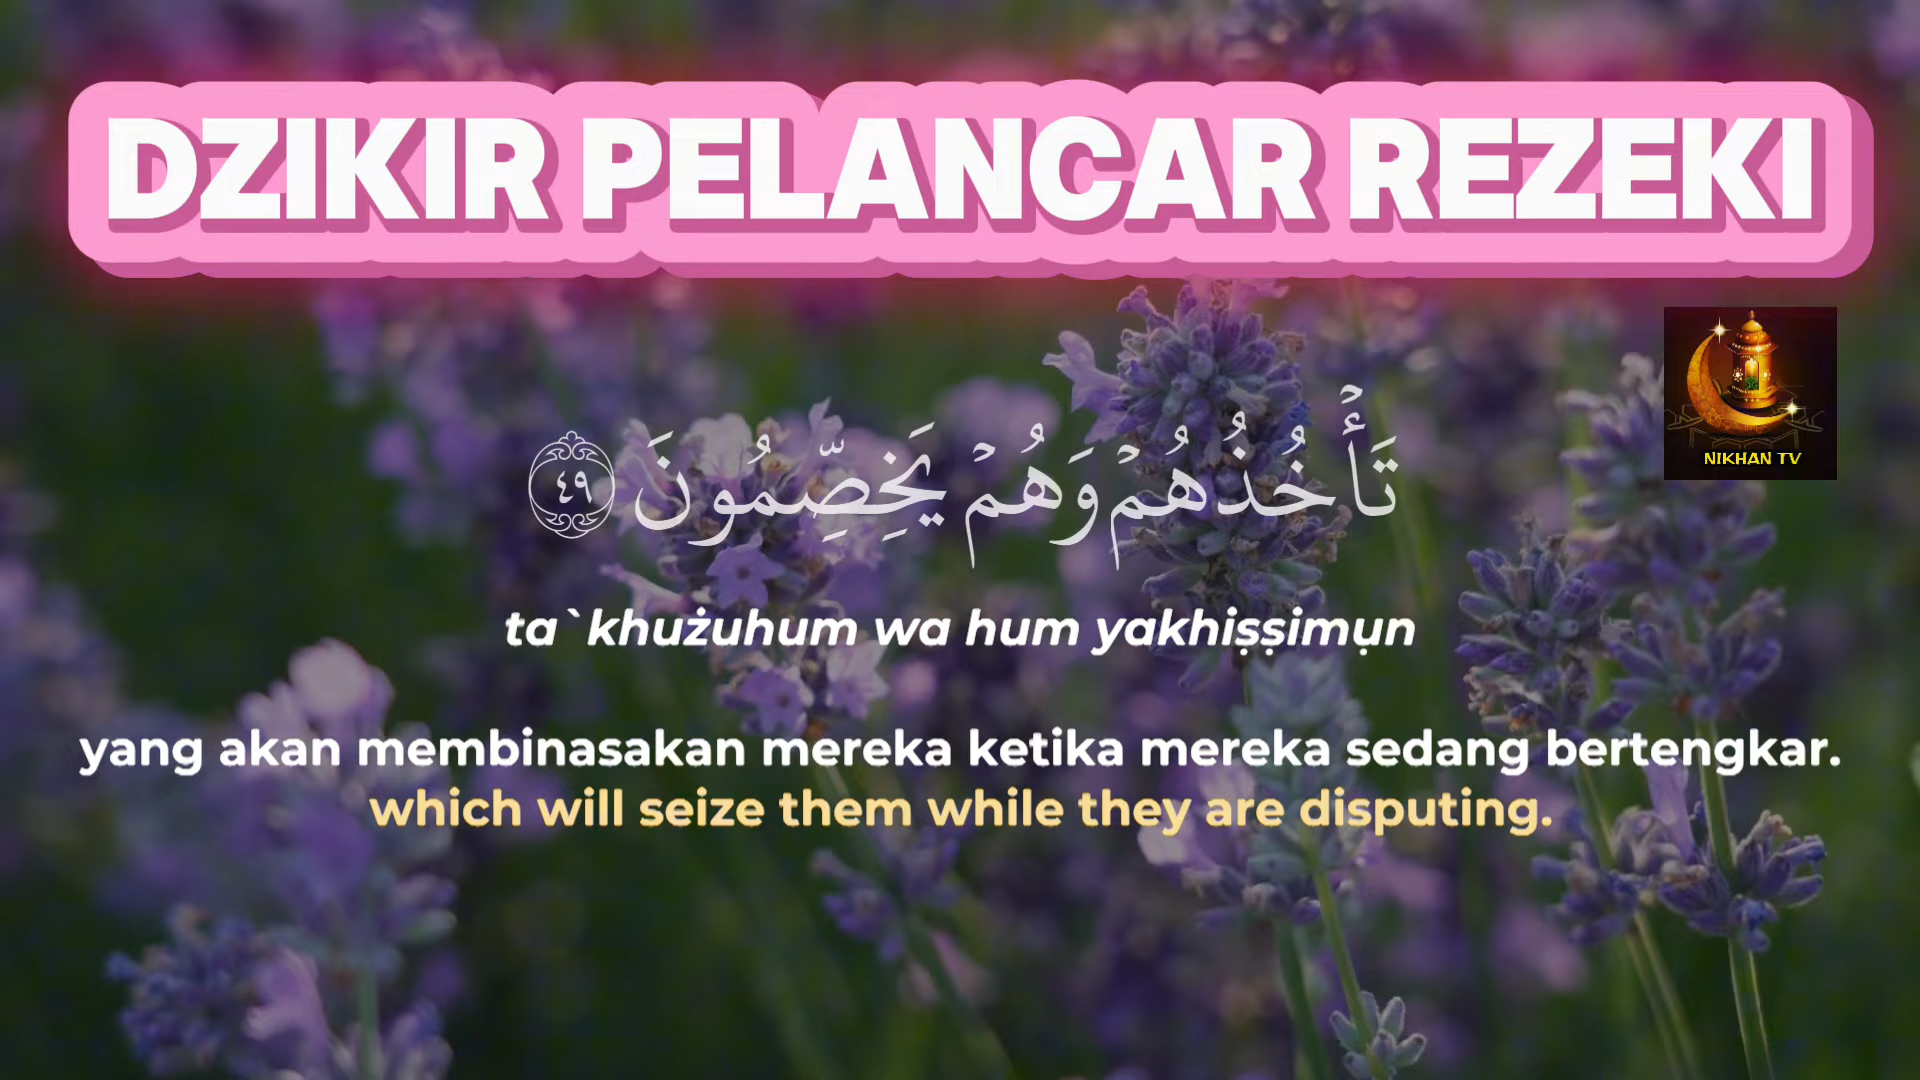 DZIKIR PELANCAR REZEKI
NIKHAN TV
تَأۡخُذُهُمۡ وَهُمۡ يَخِصِّمُونَ ٤٩
ta`khużuhum wa hum yakhiṣṣimụn
yang akan membinasakan mereka ketika mereka sedang bertengkar.
which will seize them while they are disputing.